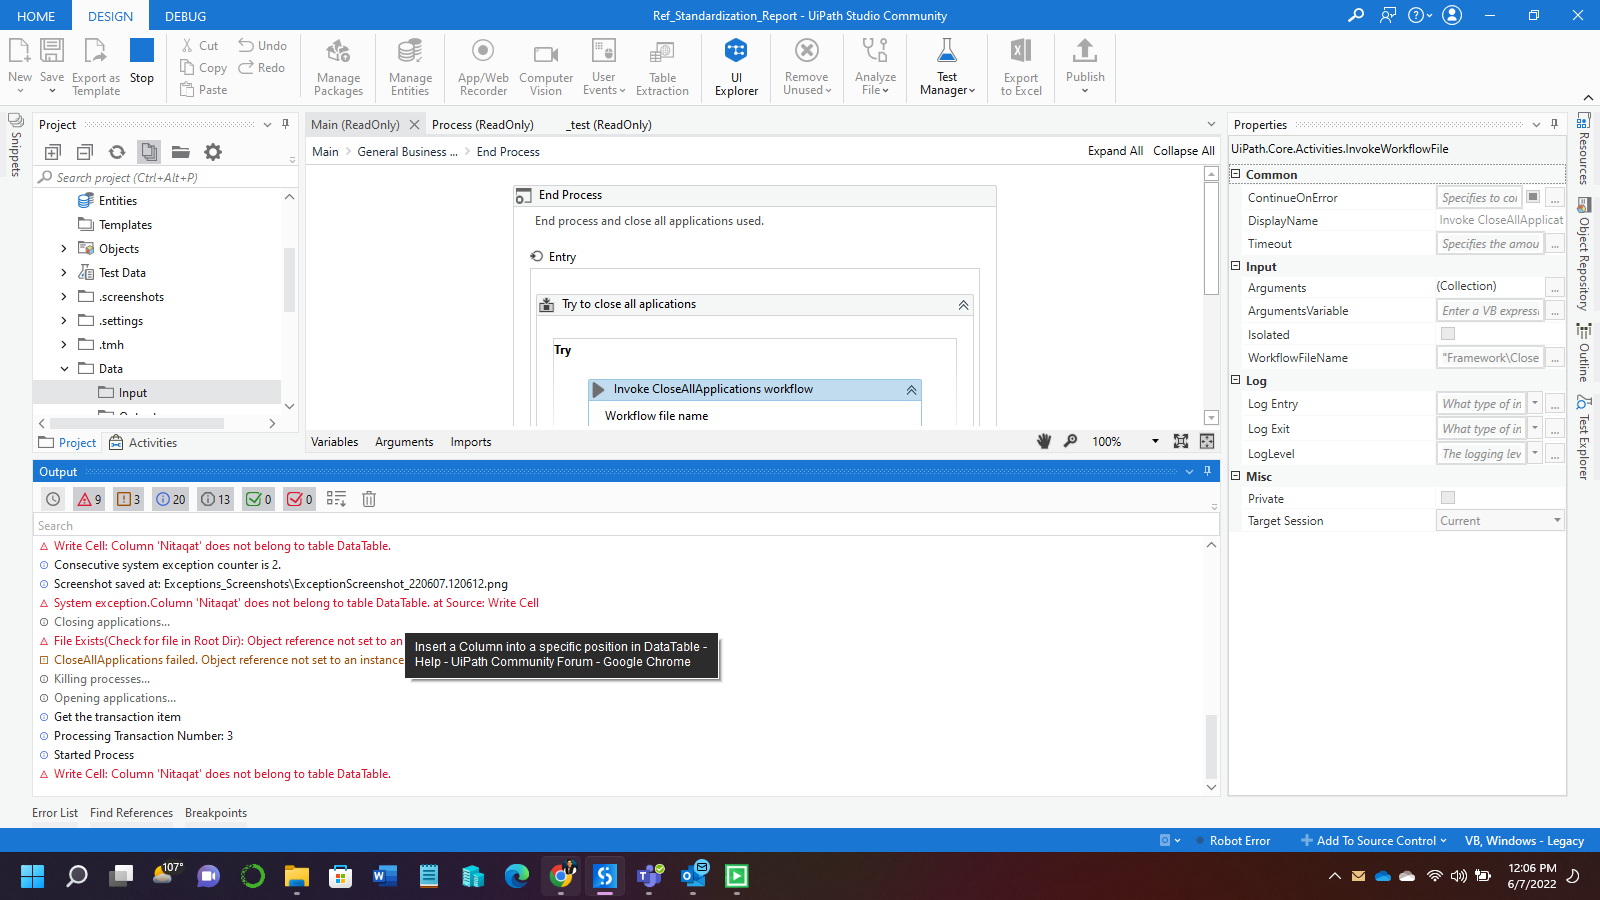 HOME DESIGN DEBUG Ref_Standardization_Report - UiPath Studio Community
New Save Export as Template Stop Cut Copy Paste Undo Redo Manage Packages Manage Entities App/Web Recorder Computer Vision User Events Table Extraction UI Explorer Remove Unused Analyze File Test Manager Export to Excel Publish
Snippets
Project
Search project (Ctrl+Alt+P)
Entities
Templates
Objects
Test Data
.screenshots
.settings
.tmh
Data
Input
Project Activities
Main (ReadOnly) Process (ReadOnly) _test (ReadOnly)
Main General Business ... End Process Expand All Collapse All
End Process
End process and close all applications used.
Entry
Try to close all aplications
Try
Invoke CloseAllApplications workflow
Workflow file name
Variables Arguments Imports 100%
Properties
UiPath.Core.Activities.InvokeWorkflowFile
Common
ContinueOnError Specifies to coi ...
DisplayName Invoke CloseAllApplicat
Timeout Specifies the amou ...
Input
Arguments (Collection) ...
ArgumentsVariable Enter a VB express ...
Isolated
WorkflowFileName "Framework\Close ...
Log
Log Entry What type of in ...
Log Exit What type of in ...
LogLevel The logging lev ...
Misc
Private
Target Session Current
Resources
Object Repository
Outline
Test Explorer
Output
9 3 20 13 0 0
Search
Write Cell: Column 'Nitaqat' does not belong to table DataTable.
Consecutive system exception counter is 2.
Screenshot saved at: Exceptions_Screenshots\ExceptionScreenshot_220607.120612.png
System exception.Column 'Nitaqat' does not belong to table DataTable. at Source: Write Cell
Closing applications...
File Exists(Check for file in Root Dir): Object reference not set to an
CloseAllApplications failed. Object reference not set to an instance
Insert a Column into a specific position in DataTable -
Help - UiPath Community Forum - Google Chrome
Killing processes...
Opening applications...
Get the transaction item
Processing Transaction Number: 3
Started Process
Write Cell: Column 'Nitaqat' does not belong to table DataTable.
Error List Find References Breakpoints
Robot Error Add To Source Control VB, Windows - Legacy
107°
12:06 PM
6/7/2022